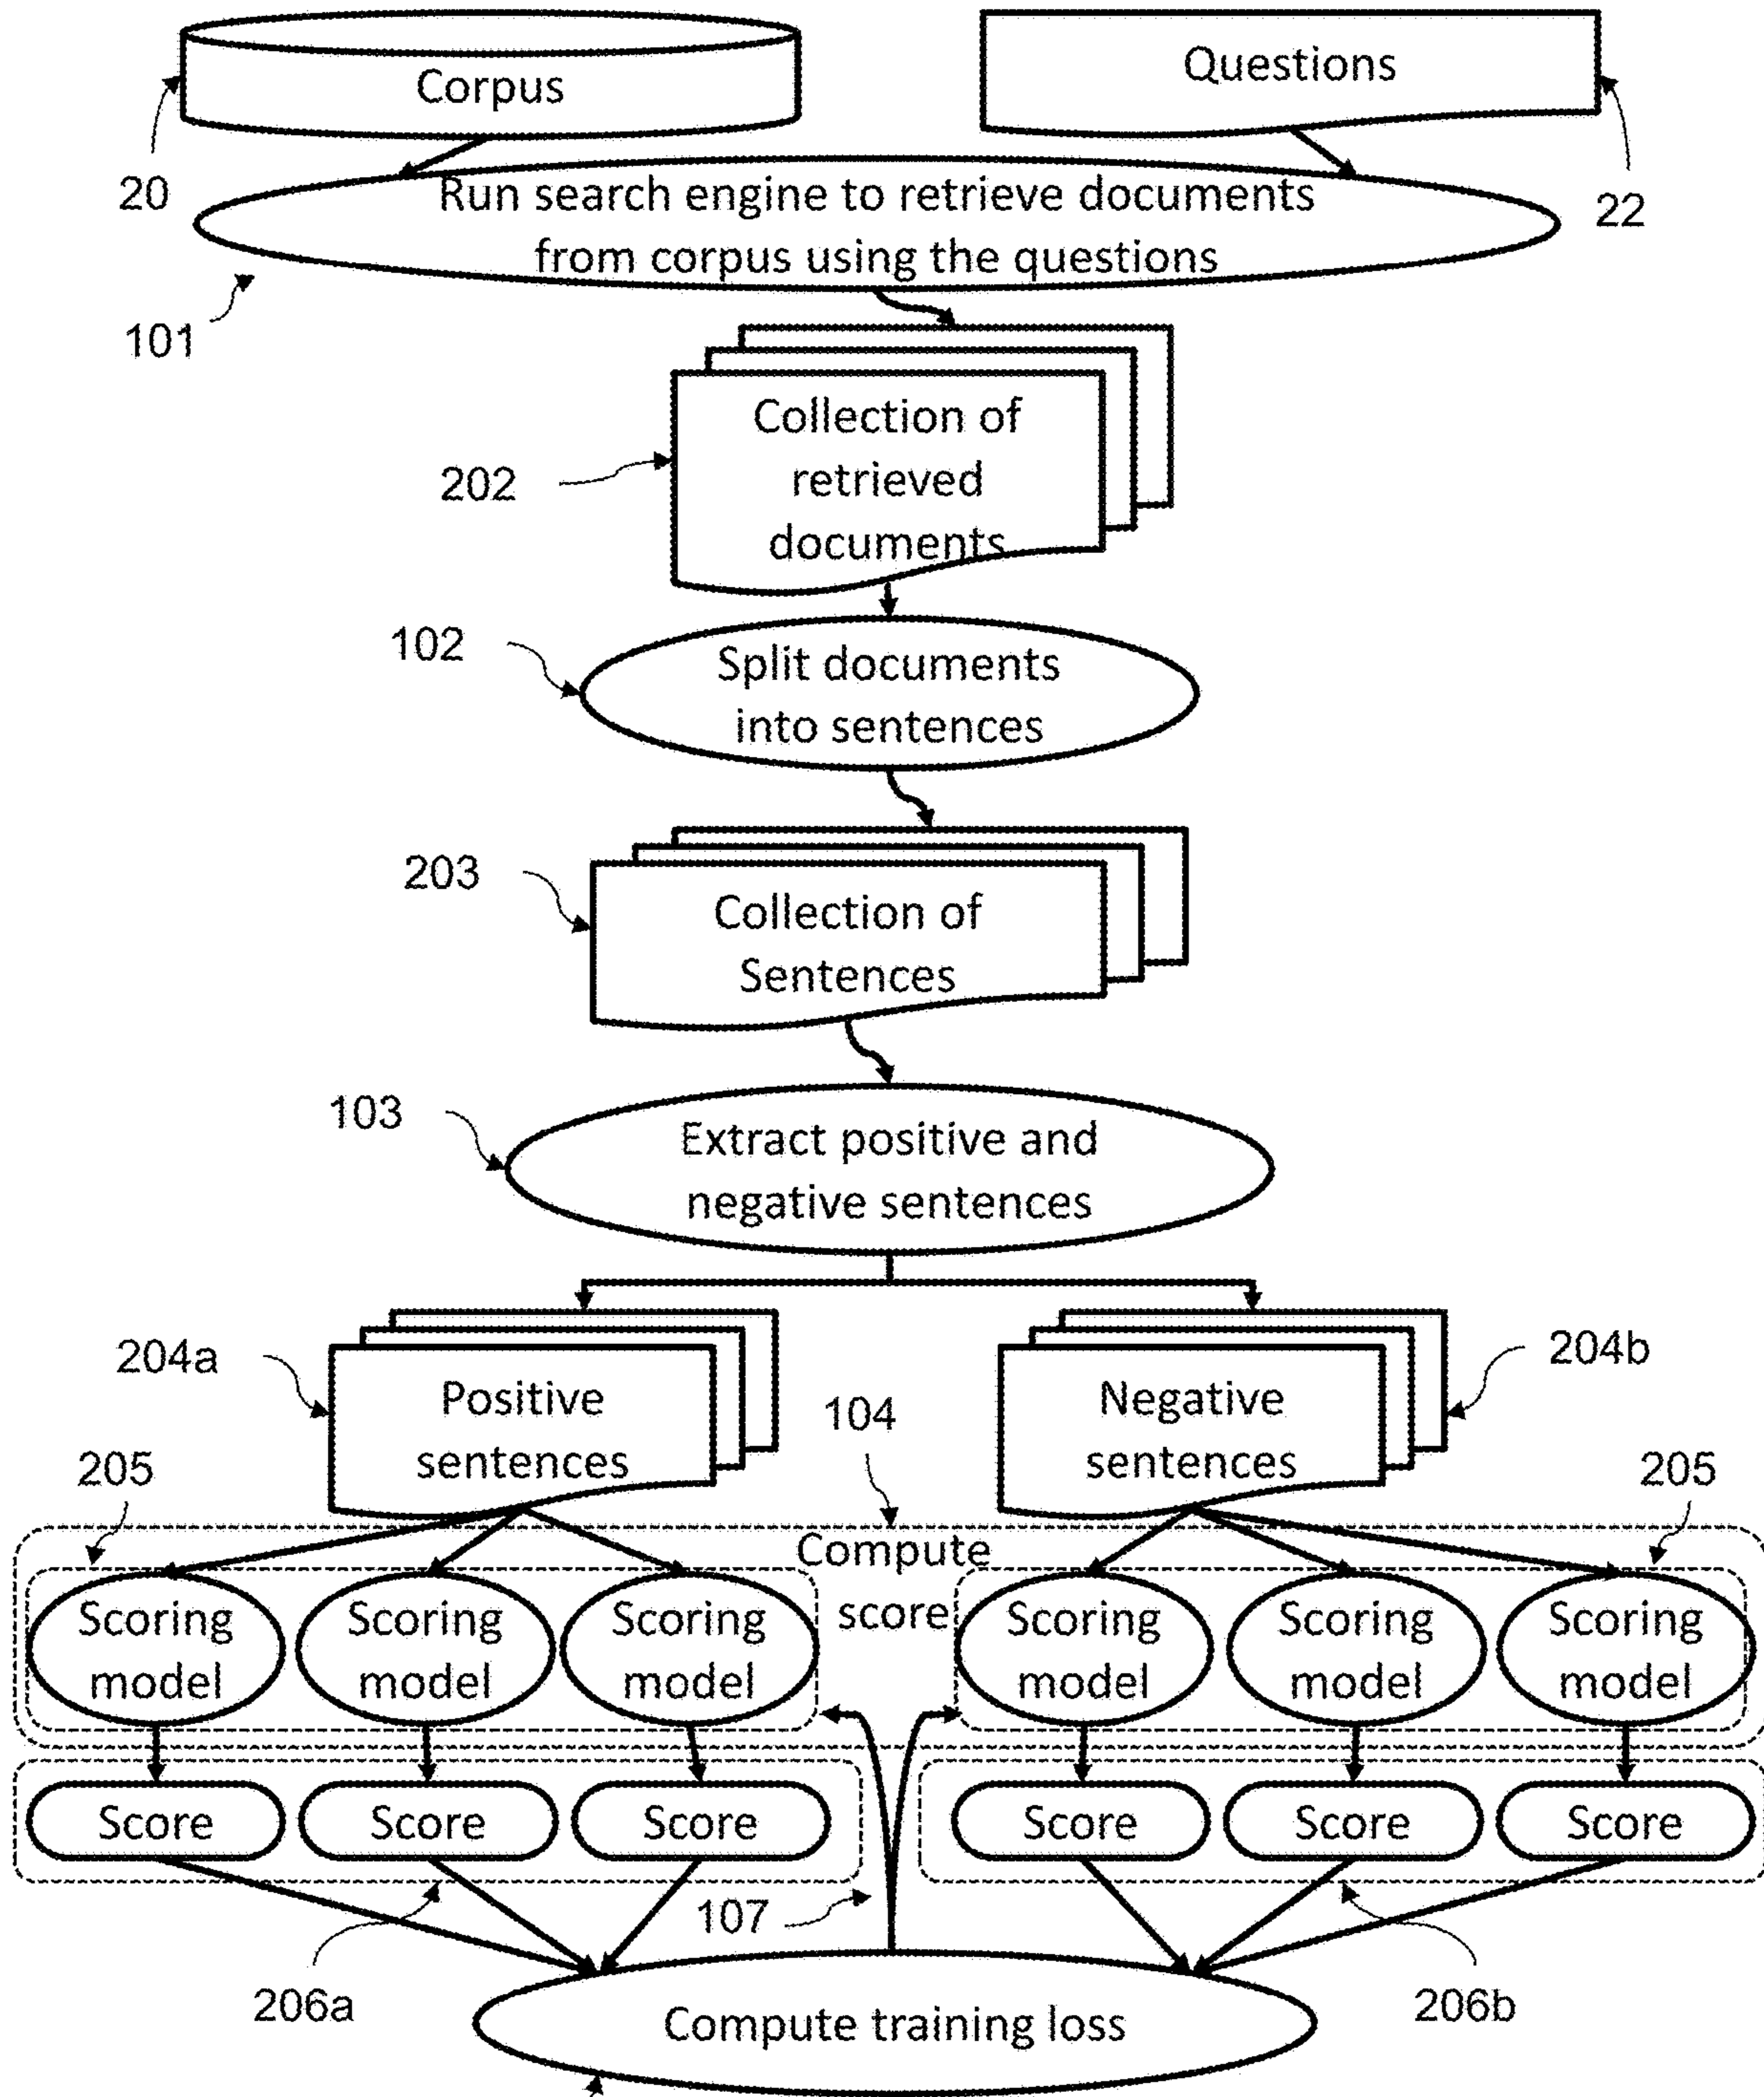 Corpus
Questions
20
22
Run search engine to retrieve documents
from corpus using the questions
101
Collection of
retrieved
documents
202
102
Split documents
into sentences
203
Collection of
Sentences
103
Extract positive and
negative sentences
204a
Positive
sentences
104
Negative
sentences
204b
205
205
Compute
score
Scoring
model
Scoring
model
Scoring
model
Scoring
model
Scoring
model
Scoring
model
Score
Score
Score
Score
Score
Score
107
206a
206b
Compute training loss